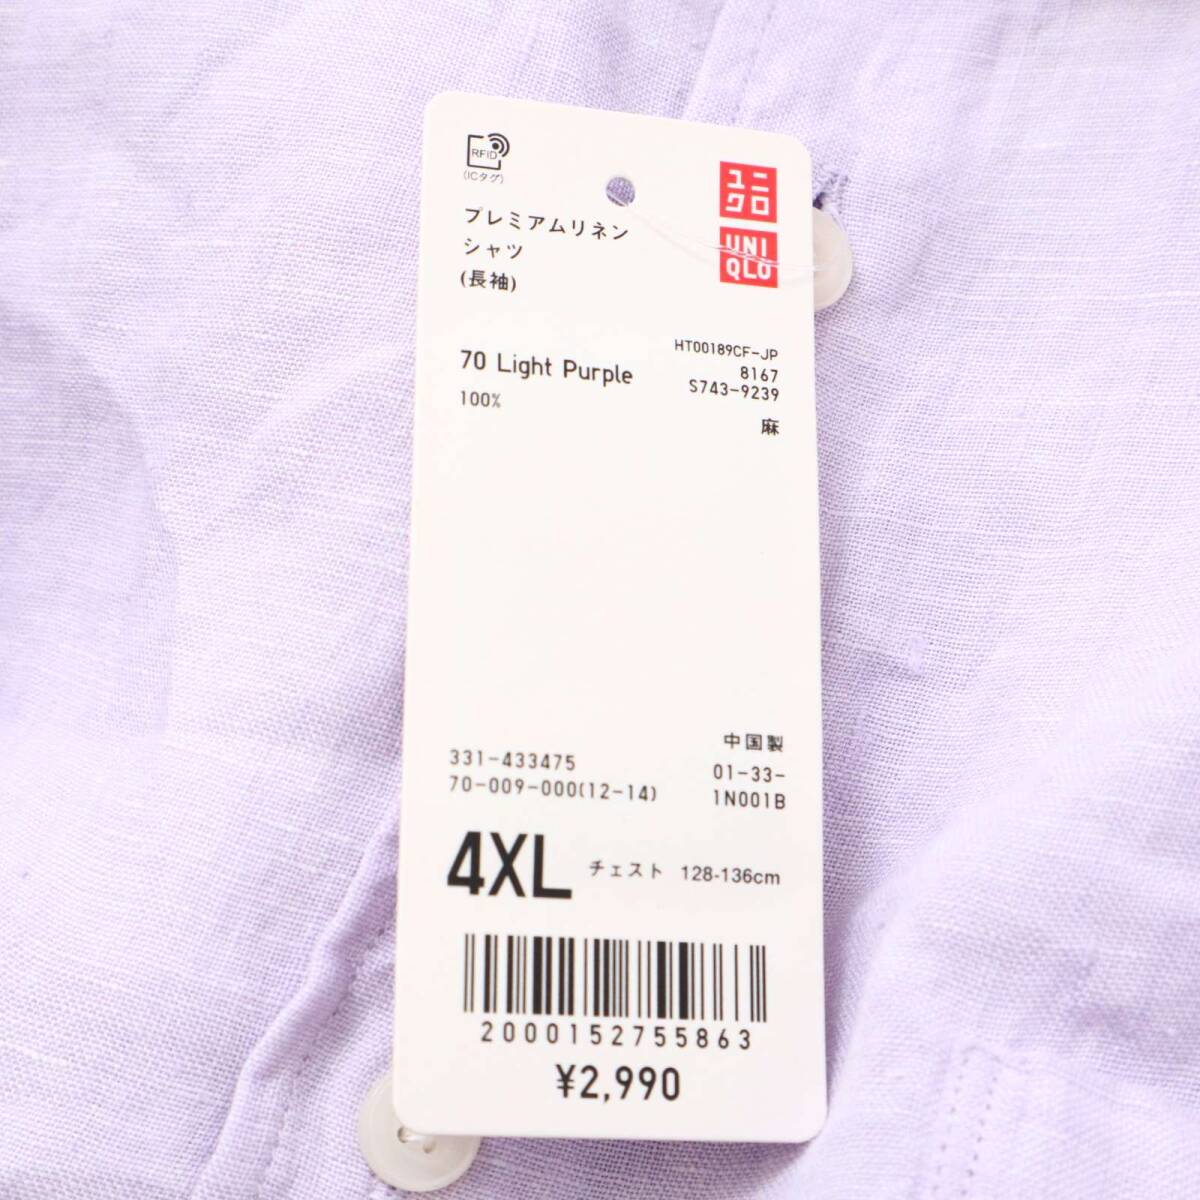 RFID
(ICタグ)
ユニ
クロ
UNI
QLO
プレミアムリネン
シャツ
(長袖)
HT00189CF-JP
70 Light Purple
8167
S743-9239
100%
麻
中国製
331-433475
01-33-
70-009-000(12-14)
1N001B
4XL チェスト 128-136cm
2000152755863
¥2,990